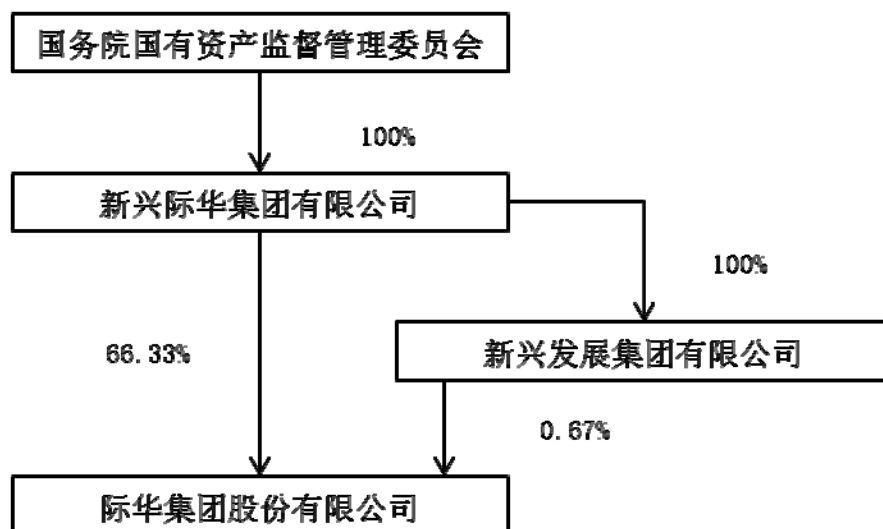 国务院国有资产监督管理委员会
100%
新兴际华集团有限公司
100%
66.33%
新兴发展集团有限公司
0.67%
际华集团股份有限公司